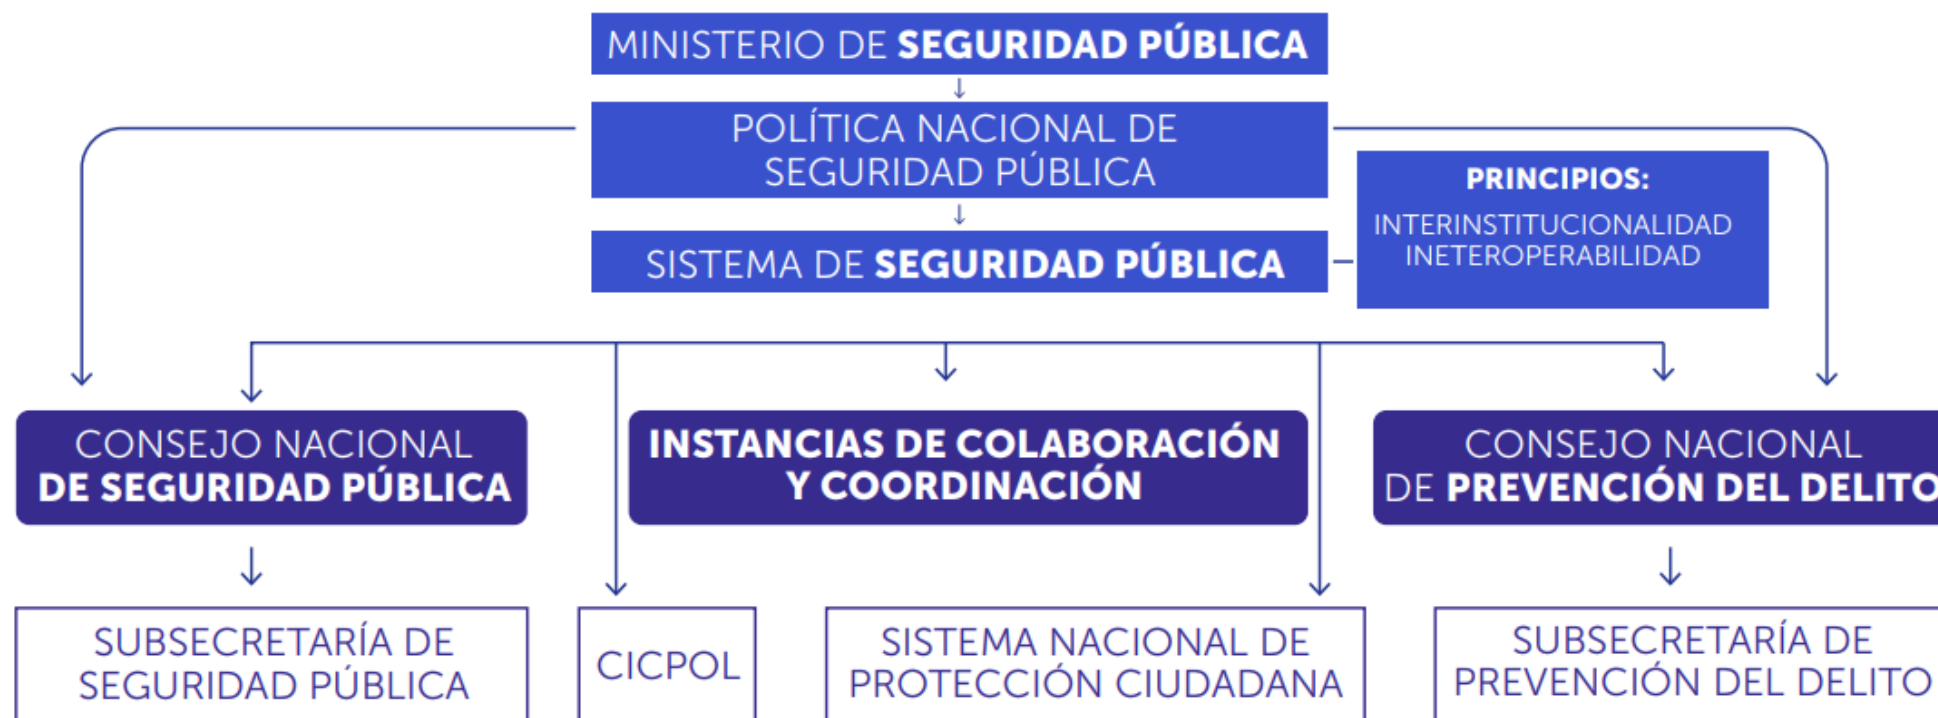 MINISTERIO DE SEGURIDAD PÚBLICA
POLÍTICA NACIONAL DE
SEGURIDAD PÚBLICA
PRINCIPIOS:
INTERINSTITUCIONALIDAD
INETEROPERABILIDAD
SISTEMA DE SEGURIDAD PÚBLICA
CONSEJO NACIONAL
DE SEGURIDAD PÚBLICA
INSTANCIAS DE COLABORACIÓN
Y COORDINACIÓN
CONSEJO NACIONAL
DE PREVENCIÓN DEL DELITO
SUBSECRETARÍA DE
SEGURIDAD PÚBLICA
CICPOL
SISTEMA NACIONAL DE
PROTECCIÓN CIUDADANA
SUBSECRETARÍA DE
PREVENCIÓN DEL DELITO